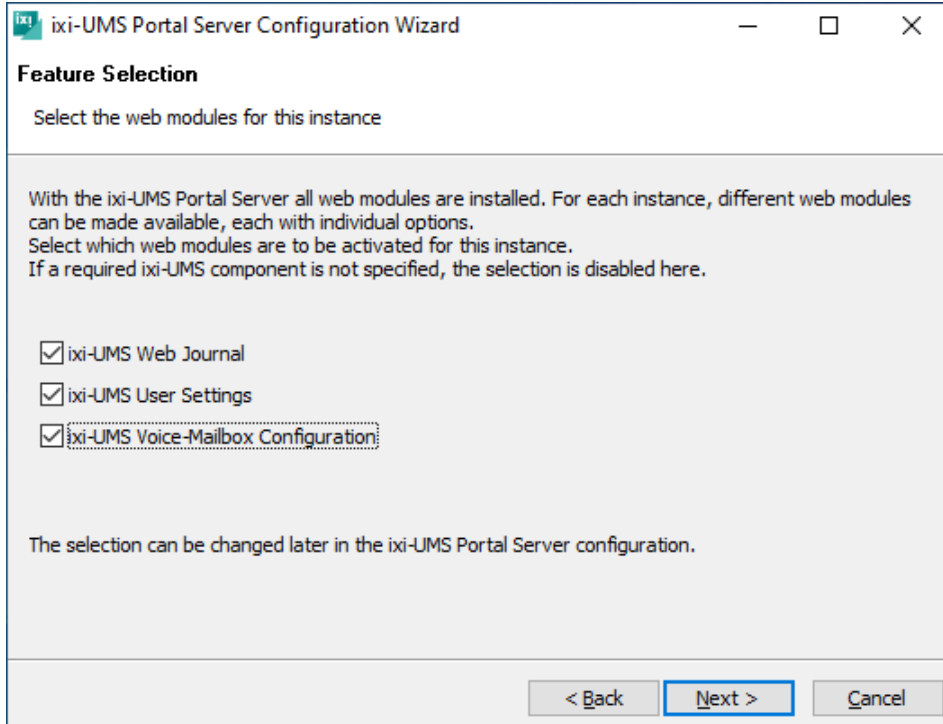 ixi-UMS Portal Server Configuration Wizard
Feature Selection
Select the web modules for this instance
With the ixi-UMS Portal Server all web modules are installed. For each instance, different web modules
can be made available, each with individual options.
Select which web modules are to be activated for this instance.
If a required ixi-UMS component is not specified, the selection is disabled here.
ixi-UMS Web Journal
ixi-UMS User Settings
ixi-UMS Voice-Mailbox Configuration
The selection can be changed later in the ixi-UMS Portal Server configuration.
< Back Next > Cancel